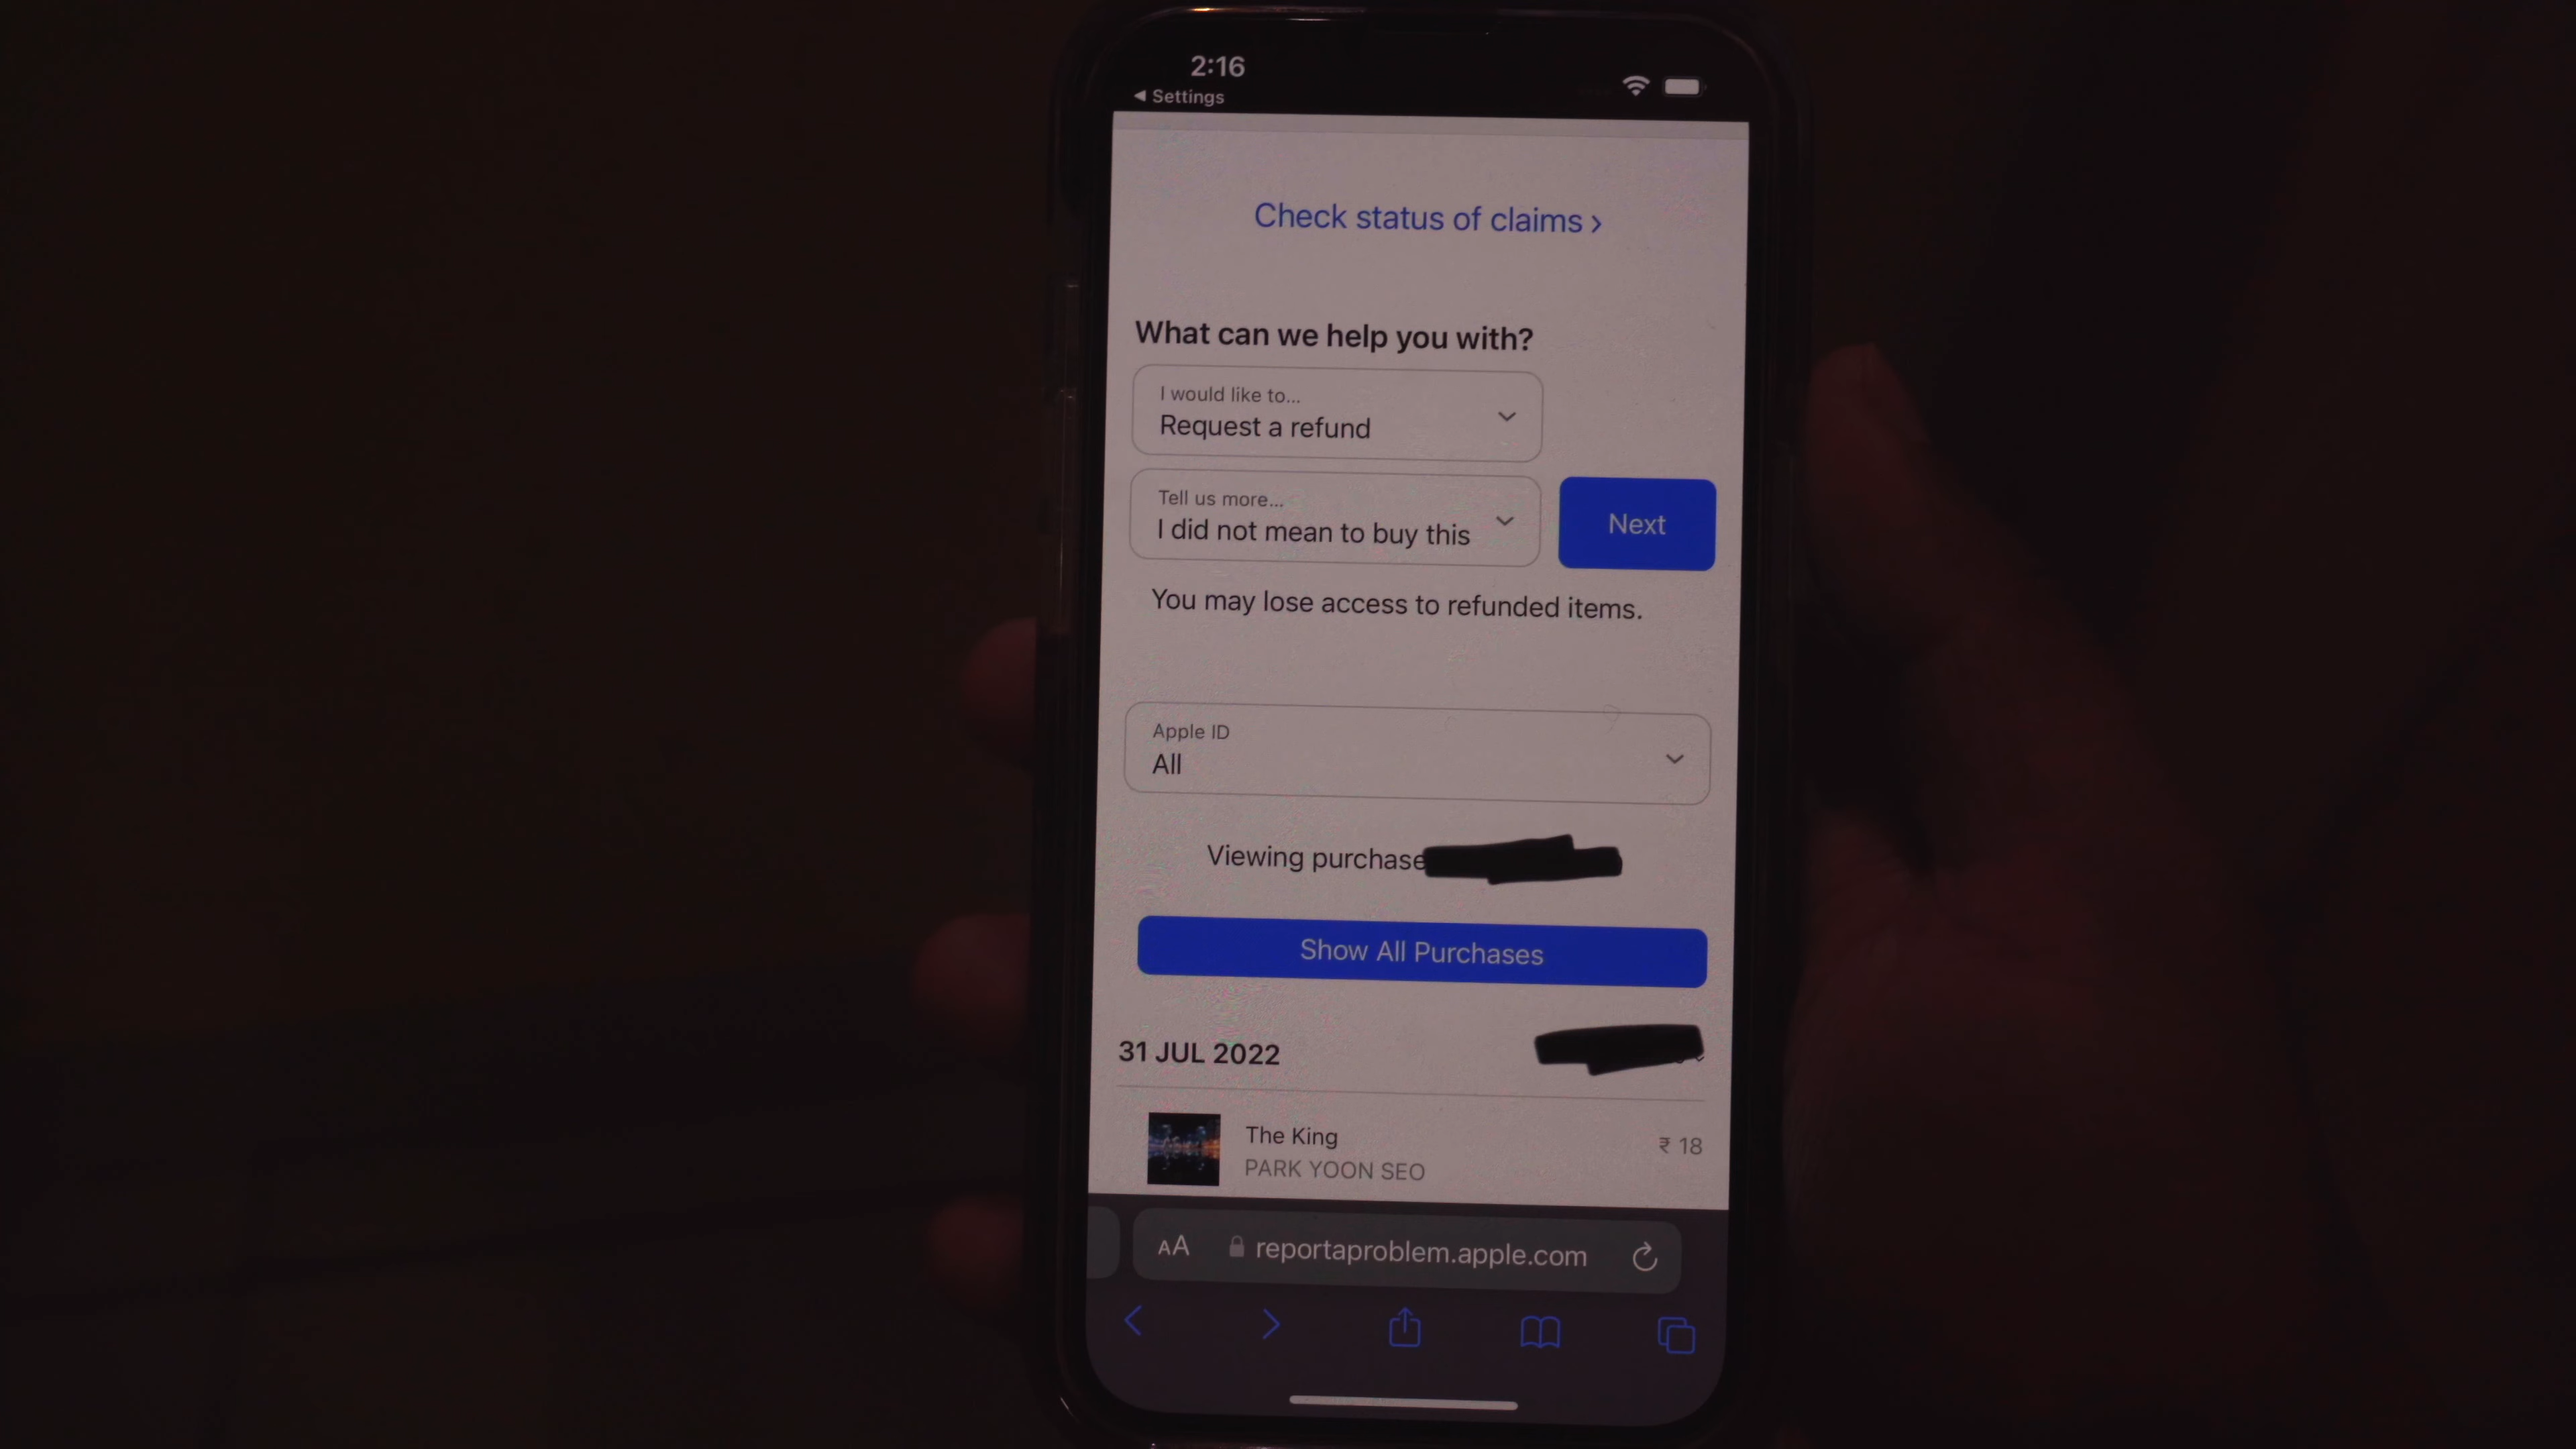 2:16
◀ Settings
Check status of claims ›
What can we help you with?
I would like to...
Request a refund
Tell us more...
I did not mean to buy this
Next
You may lose access to refunded items.
Apple ID
All
Viewing purchase
Show All Purchases
31 JUL 2022
The King
₹ 18
PARK YOON SEO
AA reportaproblem.apple.com